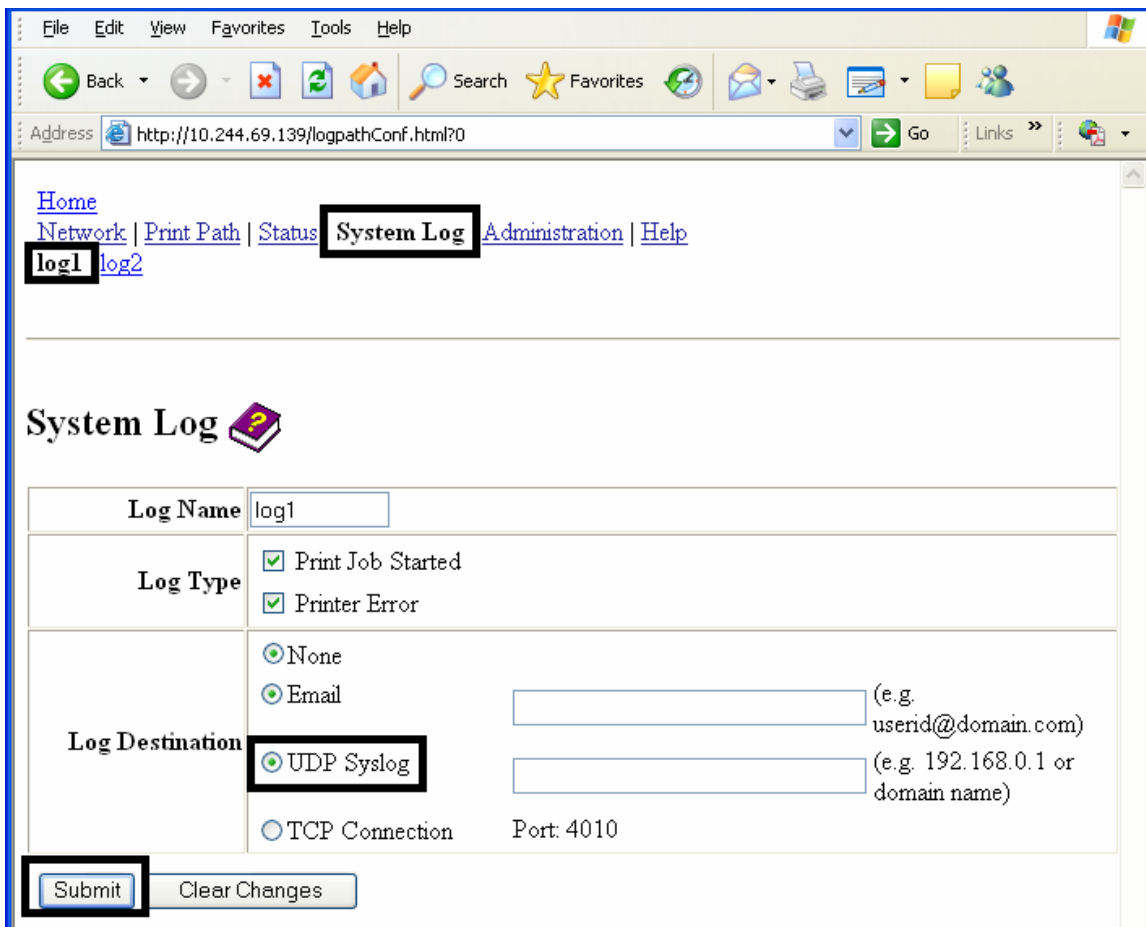 File Edit View Favorites Tools Help
Back Search Favorites
Address http://10.244.69.139/logpathConf.html?0 Go Links »
Home
Network | Print Path | Status System Log Administration | Help
log1 log2
System Log
Log Name log1
Log Type
Print Job Started
Printer Error
Log Destination
None
Email (e.g.
userid@domain.com)
UDP Syslog (e.g. 192.168.0.1 or
domain name)
TCP Connection Port: 4010
Submit Clear Changes